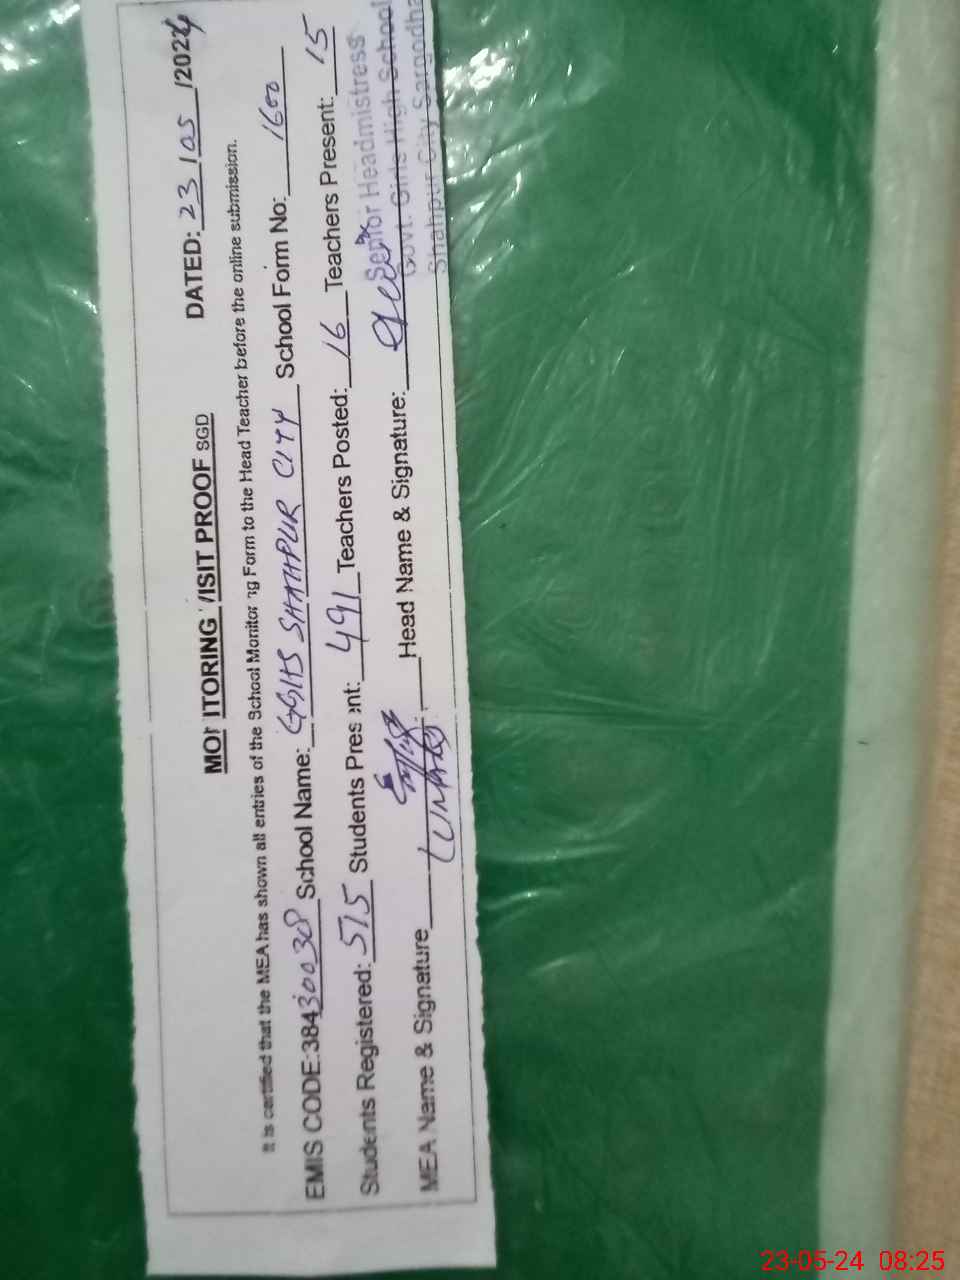 MONITORING VISIT PROOF SGD DATED: 23/05/2024
It is certified that the MEA has shown all entries of the School Monitoring Form to the Head Teacher before the online submission.
EMIS CODE:384300308 School Name: GGHS SHAHPUR CITY School Form No: 1600
Students Registered: 515 Students Present: 491 Teachers Posted: 16 Teachers Present: 15
MEA Name & Signature Head Name & Signature:
Senior Headmistress
Govt. Girls High School
Shahpur City Sargodha
23-05-24 08:25